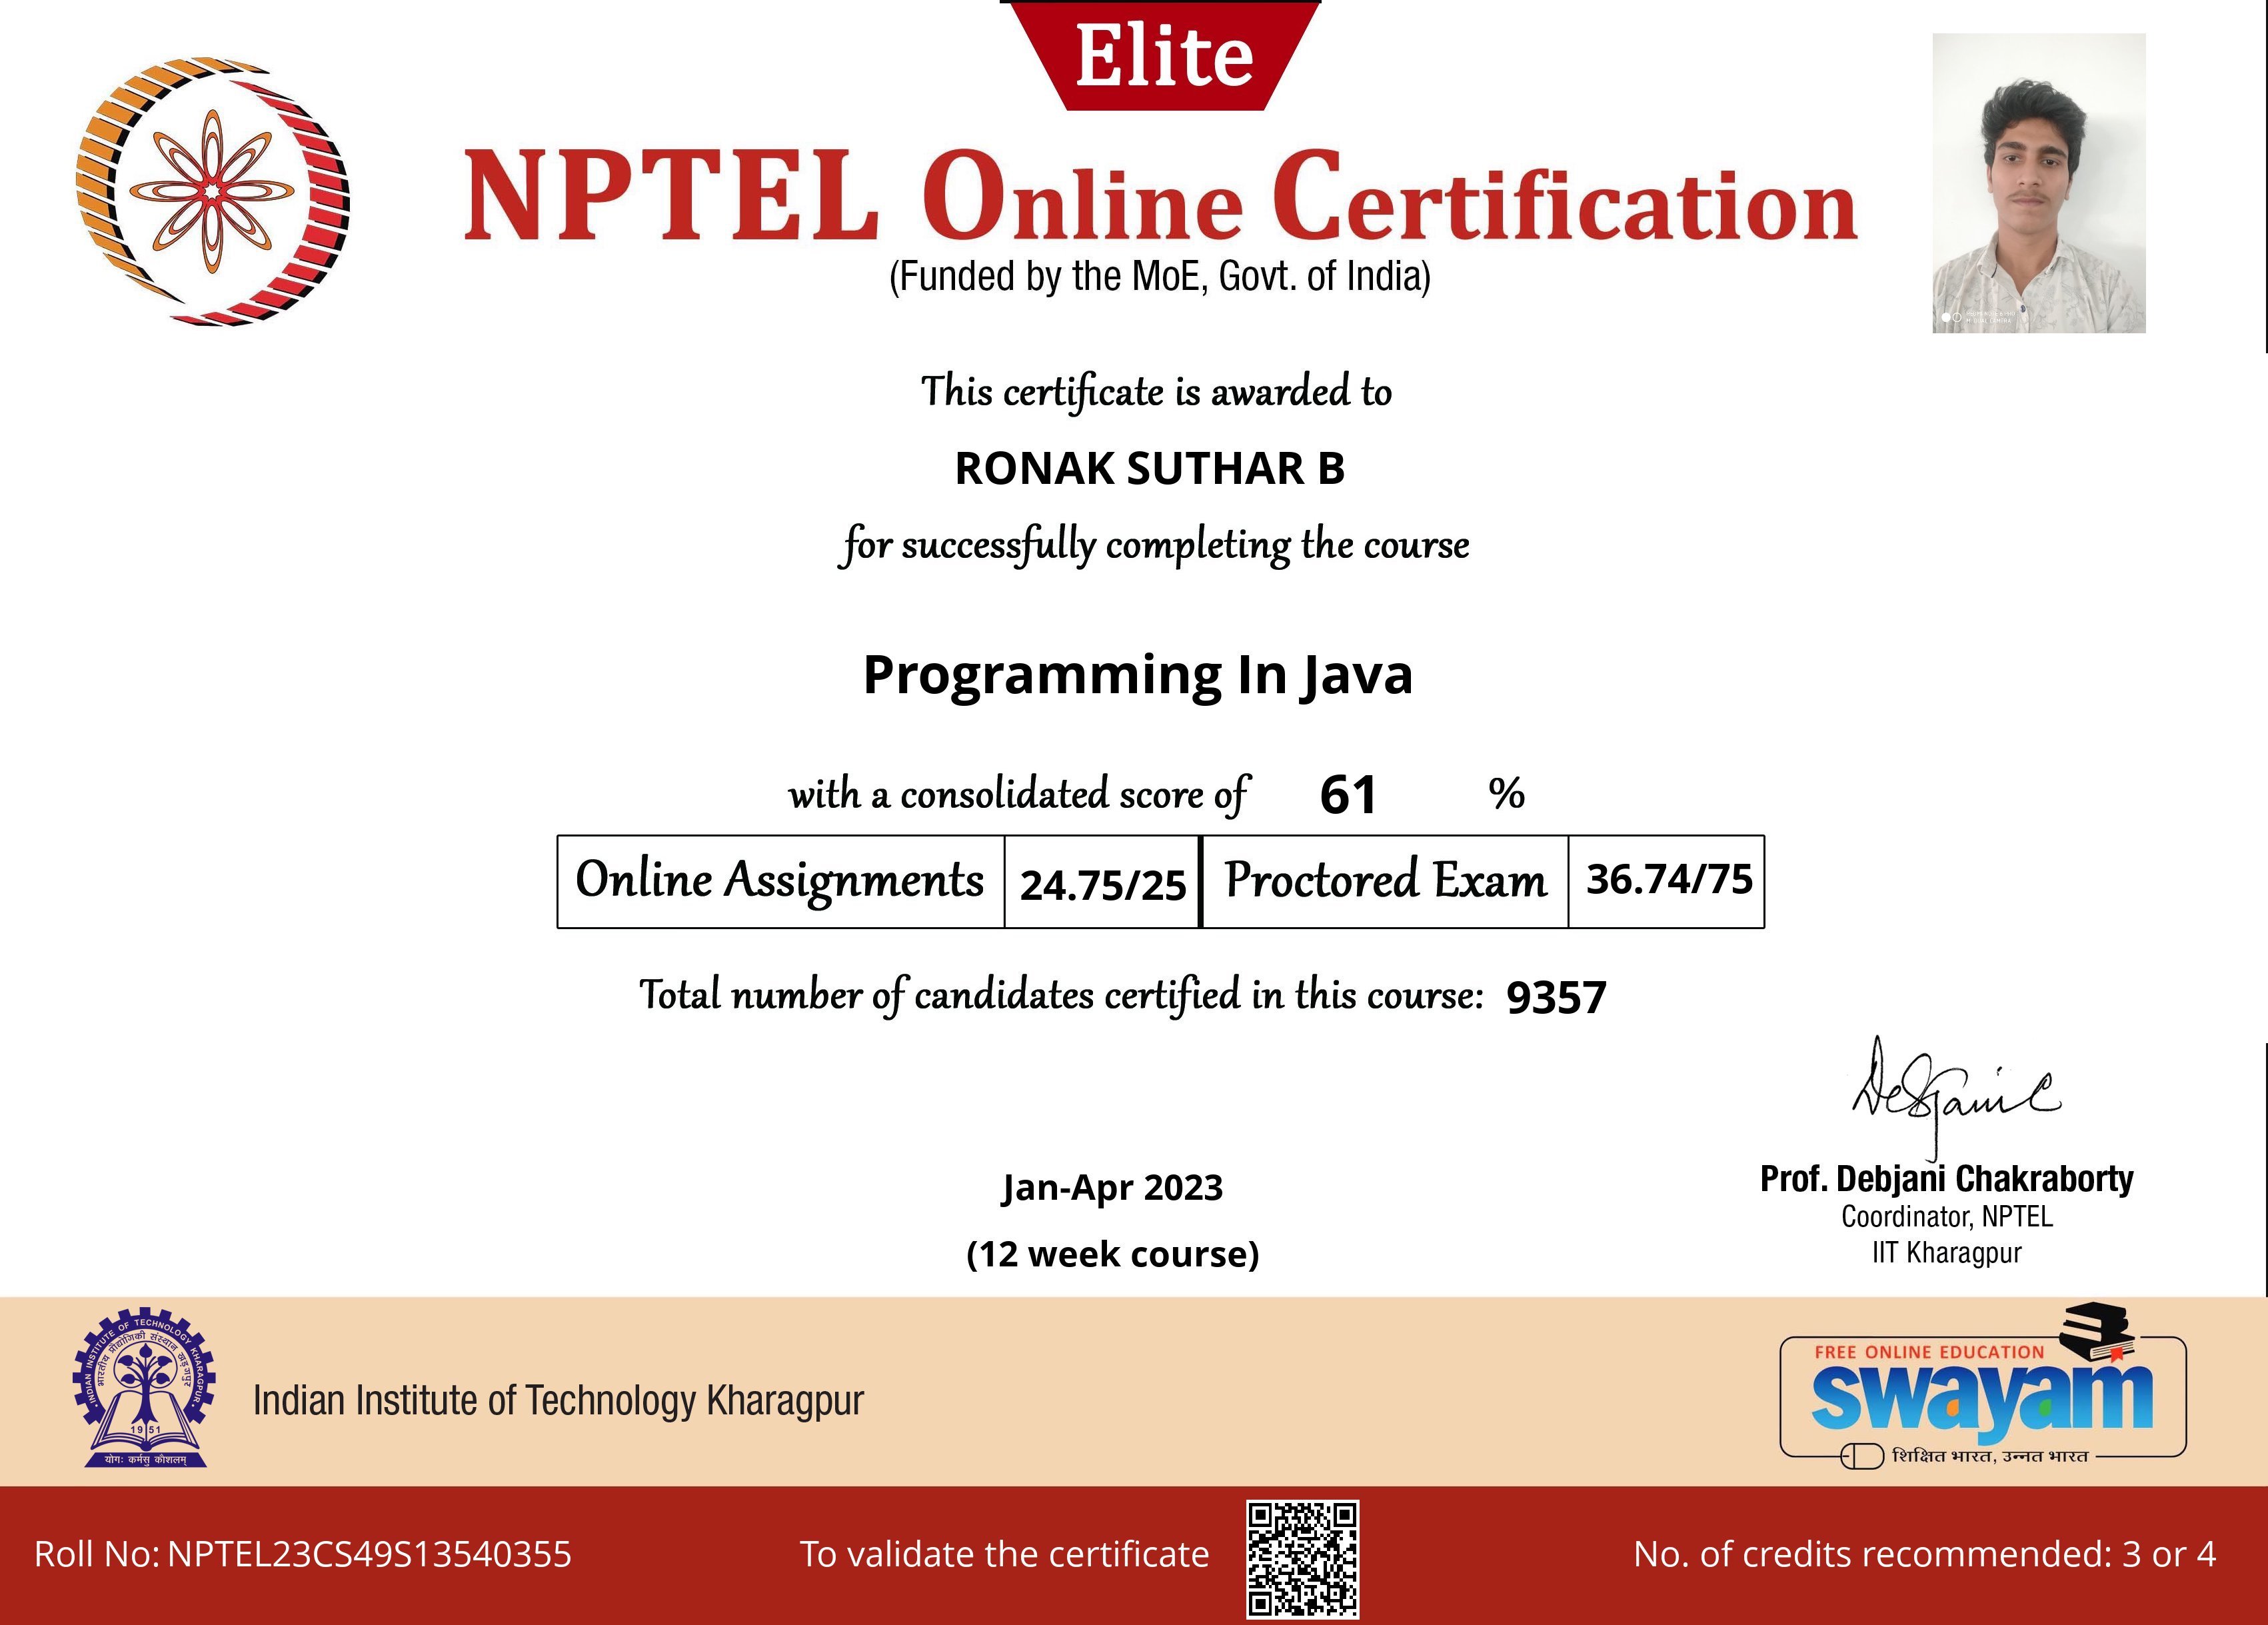 Elite
NPTEL Online Certification
(Funded by the MoE, Govt. of India)
This certificate is awarded to
RONAK SUTHAR B
for successfully completing the course
Programming In Java
with a consolidated score of 61 %
Online Assignments 24.75/25 Proctored Exam 36.74/75
Total number of candidates certified in this course: 9357
Jan-Apr 2023
(12 week course)
Prof. Debjani Chakraborty
Coordinator, NPTEL
IIT Kharagpur
INDIAN INSTITUTE OF TECHNOLOGY KHARAGPUR
भारतीय प्रौद्योगिकी संस्थान खड़गपुर
1951
योगः कर्मसु कौशलम्
Indian Institute of Technology Kharagpur
FREE ONLINE EDUCATION
swayam
शिक्षित भारत, उन्नत भारत
Roll No: NPTEL23CS49S13540355
To validate the certificate
No. of credits recommended: 3 or 4